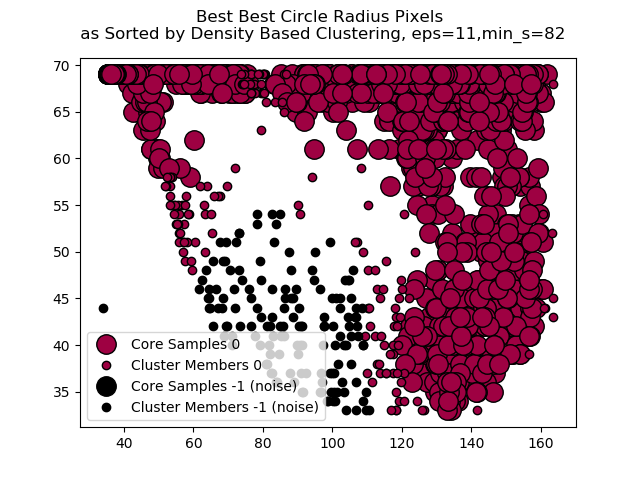 Best Best Circle Radius Pixels
as Sorted by Density Based Clustering, eps=11,min_s=82
70
65
60
55
50
45
40
35
Core Samples 0
Cluster Members 0
Core Samples -1 (noise)
Cluster Members -1 (noise)
40 60 80 100 120 140 160